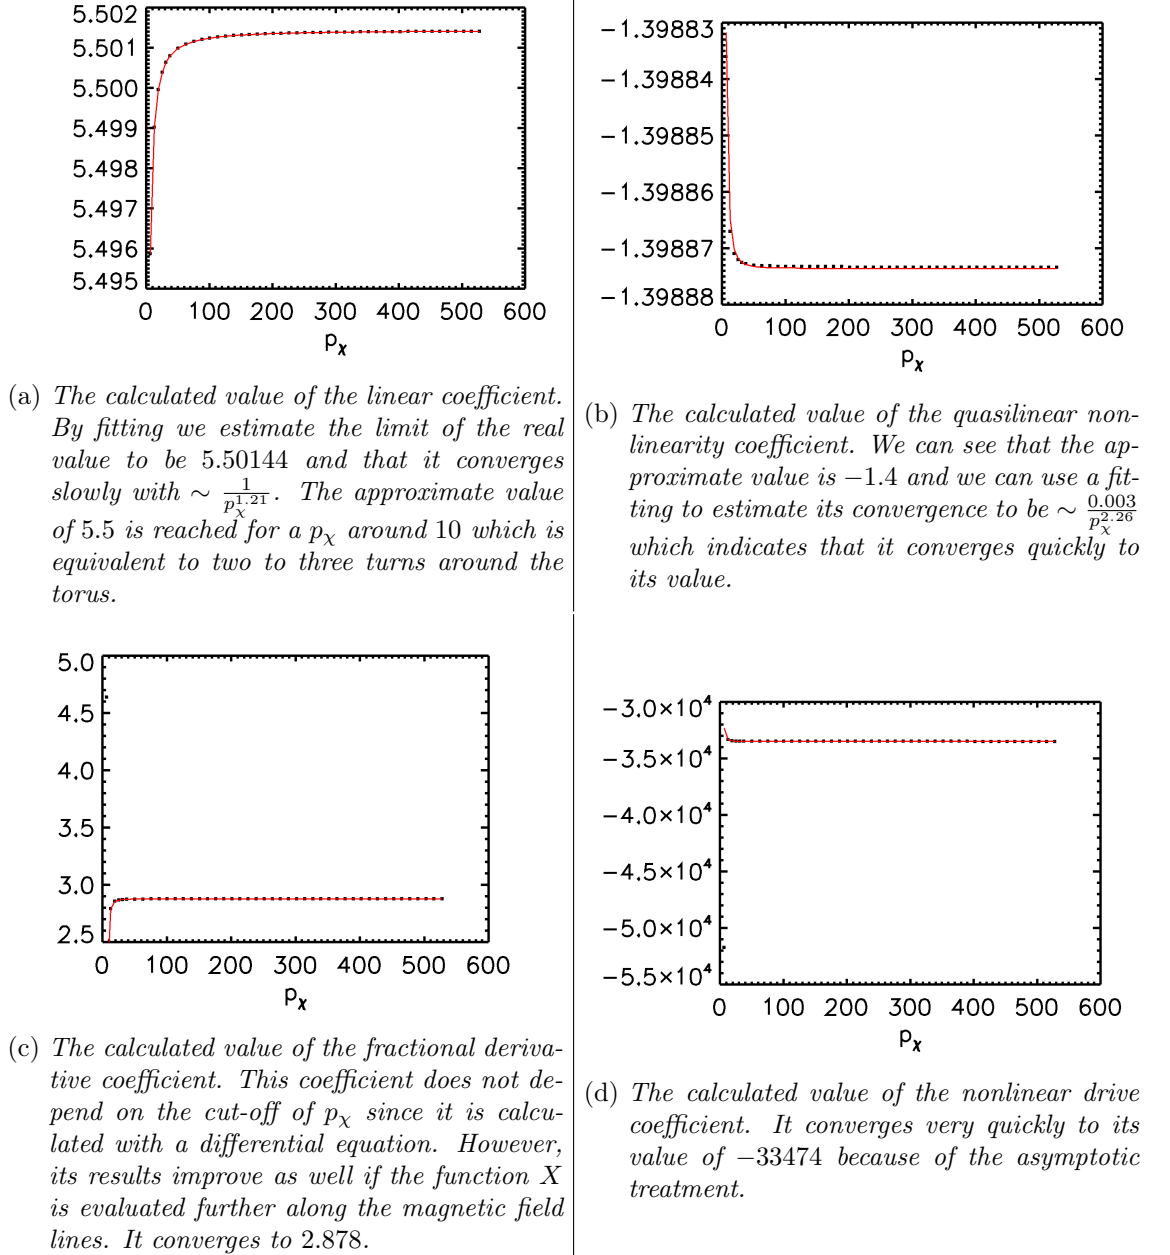 5.502
5.501
5.500
5.499
5.498
5.497
5.496
5.495
0 100 200 300 400 500 600
pχ
(a) The calculated value of the linear coefficient.
By fitting we estimate the limit of the real
value to be 5.50144 and that it converges
slowly with ∼ 1/pχ^1.21. The approximate value
of 5.5 is reached for a pχ around 10 which is
equivalent to two to three turns around the
torus.
−1.39883
−1.39884
−1.39885
−1.39886
−1.39887
−1.39888
0 100 200 300 400 500 600
pχ
(b) The calculated value of the quasilinear non-
linearity coefficient. We can see that the ap-
proximate value is −1.4 and we can use a fit-
ting to estimate its convergence to be ∼ 0.003/pχ^2.26
which indicates that it converges quickly to
its value.
5.0
4.5
4.0
3.5
3.0
2.5
0 100 200 300 400 500 600
pχ
(c) The calculated value of the fractional deriva-
tive coefficient. This coefficient does not de-
pend on the cut-off of pχ since it is calcu-
lated with a differential equation. However,
its results improve as well if the function X
is evaluated further along the magnetic field
lines. It converges to 2.878.
−3.0×10⁴
−3.5×10⁴
−4.0×10⁴
−4.5×10⁴
−5.0×10⁴
−5.5×10⁴
0 100 200 300 400 500 600
pχ
(d) The calculated value of the nonlinear drive
coefficient. It converges very quickly to its
value of −33474 because of the asymptotic
treatment.